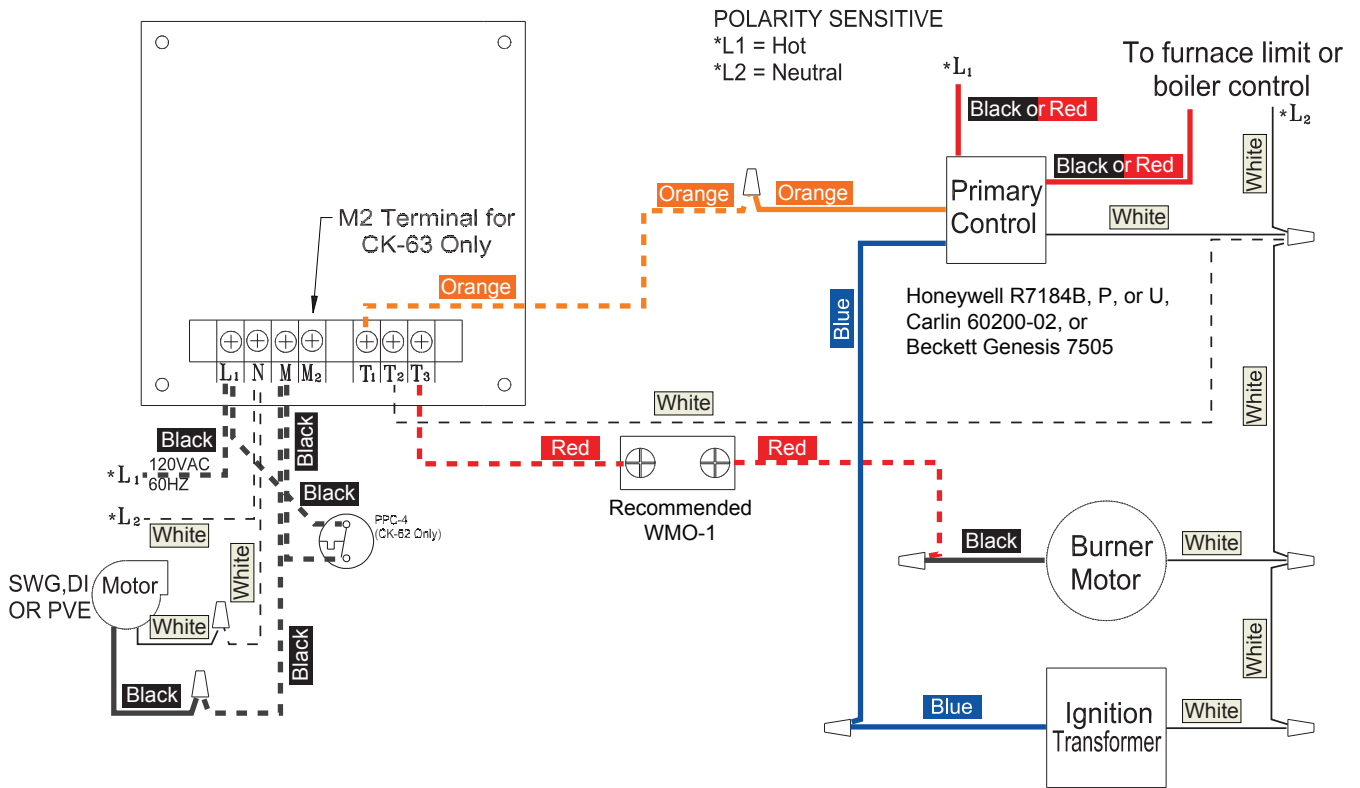 POLARITY SENSITIVE
*L1 = Hot
*L2 = Neutral
*L1
To furnace limit or
boiler control
*L2
Black or Red
Black or Red
White
Orange
Orange
Primary
Control
White
M2 Terminal for
CK-63 Only
Orange
Blue
Honeywell R7184B, P, or U,
Carlin 60200-02, or
Beckett Genesis 7505
L1 N M M2 T1 T2 T3
White
White
Black
Black
120VAC
60HZ
*L1
Red
Red
Black
Recommended
WMO-1
*L2
PPC-4
(CK-62 Only)
White
White
Black
Burner
Motor
White
SWG,DI
OR PVE
Motor
White
Black
White
Black
Blue
Ignition
Transformer
White